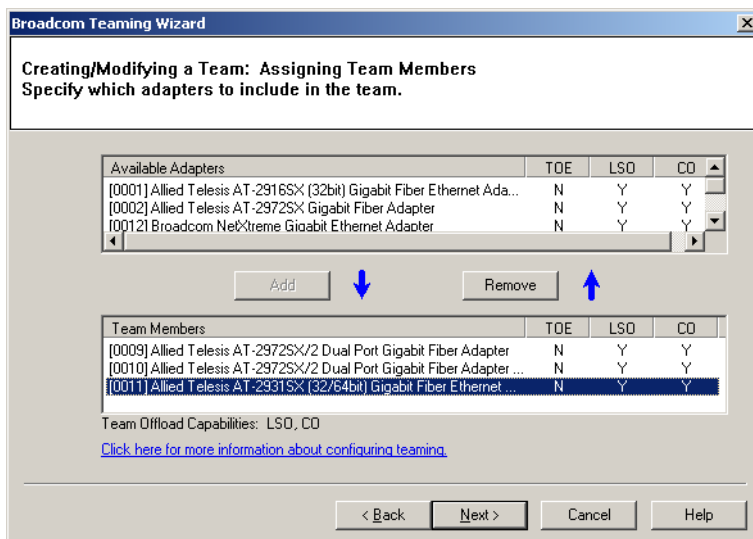 Broadcom Teaming Wizard
Creating/Modifying a Team: Assigning Team Members
Specify which adapters to include in the team.
Available Adapters TOE LSO CO
[0001] Allied Telesis AT-2916SX (32bit) Gigabit Fiber Ethernet Ada... N Y Y
[0002] Allied Telesis AT-2972SX Gigabit Fiber Adapter N Y Y
[0012] Broadcom NetXtreme Gigabit Ethernet Adapter N Y Y
Add Remove
Team Members TOE LSO CO
[0009] Allied Telesis AT-2972SX/2 Dual Port Gigabit Fiber Adapter N Y Y
[0010] Allied Telesis AT-2972SX/2 Dual Port Gigabit Fiber Adapter ... N Y Y
[0011] Allied Telesis AT-2931SX (32/64bit) Gigabit Fiber Ethernet ... N Y Y
Team Offload Capabilities: LSO, CO
Click here for more information about configuring teaming.
< Back Next > Cancel Help